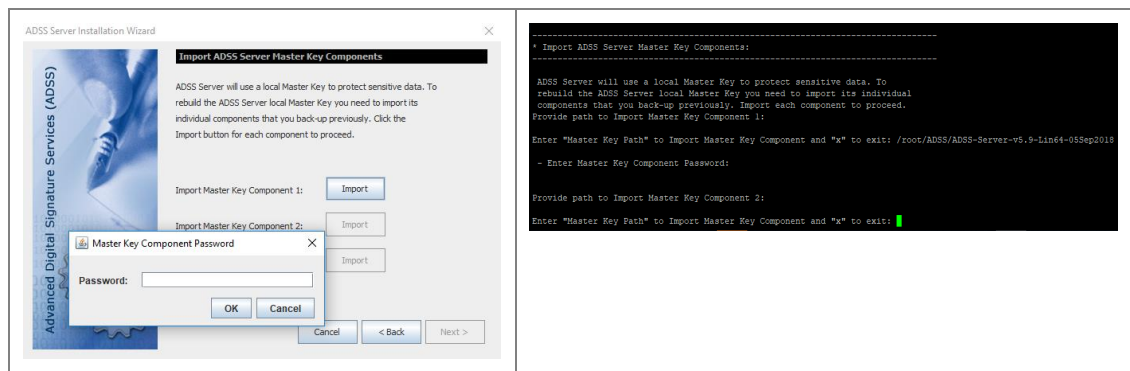 ADSS Server Installation Wizard
Advanced Digital Signature Services (ADSS)
Import ADSS Server Master Key Components
ADSS Server will use a local Master Key to protect sensitive data. To
rebuild the ADSS Server local Master Key you need to import its
individual components that you back-up previously. Click the
Import button for each component to proceed.
Import Master Key Component 1:
Import
Import Master Key Component 2:
Import
Import
Master Key Component Password
Password:
OK
Cancel
Cancel
< Back
Next >
* Import ADSS Server Master Key Components:
ADSS Server will use a local Master Key to protect sensitive data. To
rebuild the ADSS Server local Master Key you need to import its individual
components that you back-up previously. Import each component to proceed.
Provide path to Import Master Key Component 1:
Enter "Master Key Path" to Import Master Key Component and "x" to exit: /root/ADSS/ADSS-Server-v5.9-Lin64-05Sep2018
- Enter Master Key Component Password:
Provide path to Import Master Key Component 2:
Enter "Master Key Path" to Import Master Key Component and "x" to exit: